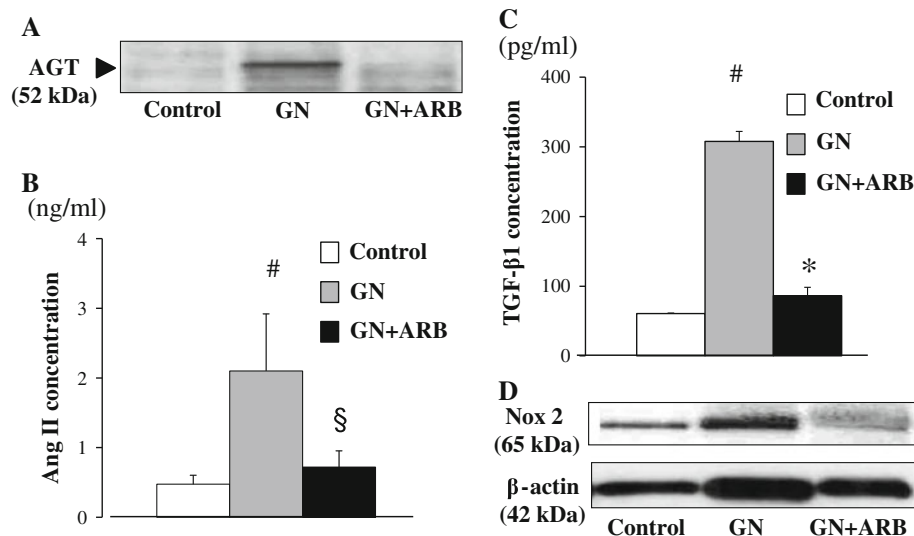 A
AGT
(52 kDa)
Control GN GN+ARB
B
(ng/ml)
Ang II concentration
4
3
2
1
0
#
§
Control
GN
GN+ARB
C
(pg/ml)
TGF-β1 concentration
400
300
200
100
0
#
*
Control
GN
GN+ARB
D
Nox 2
(65 kDa)
β-actin
(42 kDa)
Control GN GN+ARB